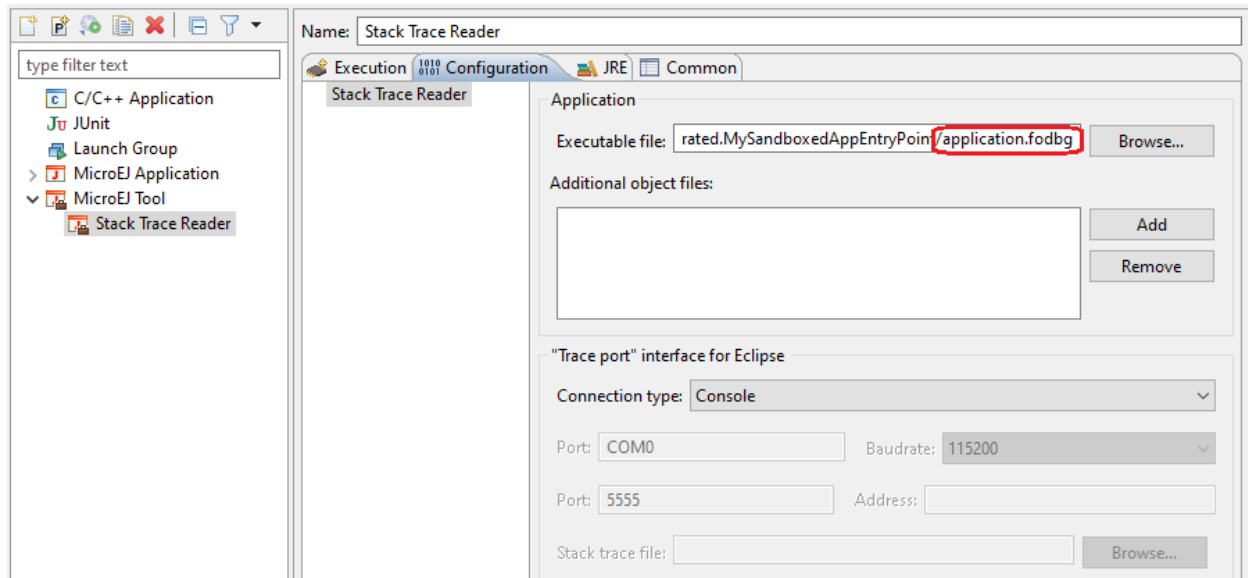 Name: Stack Trace Reader
type filter text
C/C++ Application
JUnit
Launch Group
MicroEJ Application
MicroEJ Tool
Stack Trace Reader
Execution Configuration JRE Common
Stack Trace Reader
Application
Executable file: rated.MySandboxedAppEntryPoint/application.fodbg Browse...
Additional object files:
Add
Remove
"Trace port" interface for Eclipse
Connection type: Console
Port: COM0 Baudrate: 115200
Port: 5555 Address:
Stack trace file: Browse...